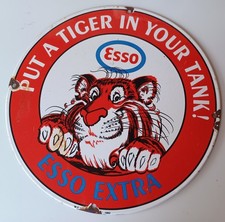 PUT A TIGER IN YOUR TANK!
Esso
ESSO EXTRA